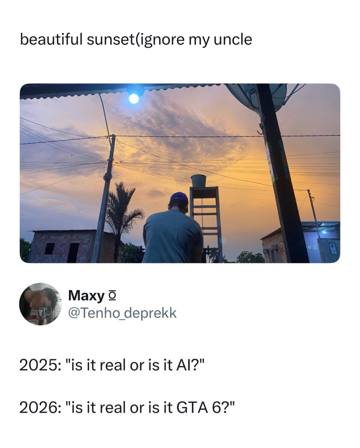 beautiful sunset(ignore my uncle
Maxy 🧟
@Tenho_deprekk
2025: "is it real or is it AI?"
2026: "is it real or is it GTA 6?"